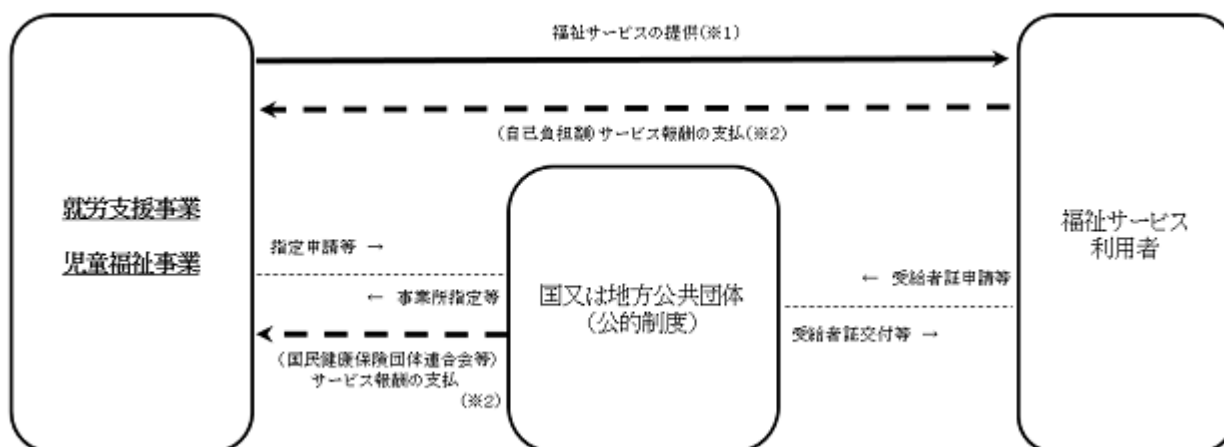 福祉サービスの提供(※1)
(自己負担額)サービス報酬の支払(※2)
就労支援事業
児童福祉事業
指定申請等 →
← 事業所指定等
(国民健康保険団体連合会等)
サービス報酬の支払
(※2)
国又は地方公共団体
(公的制度)
← 受給者証申請等
受給者証交付等 →
福祉サービス
利用者